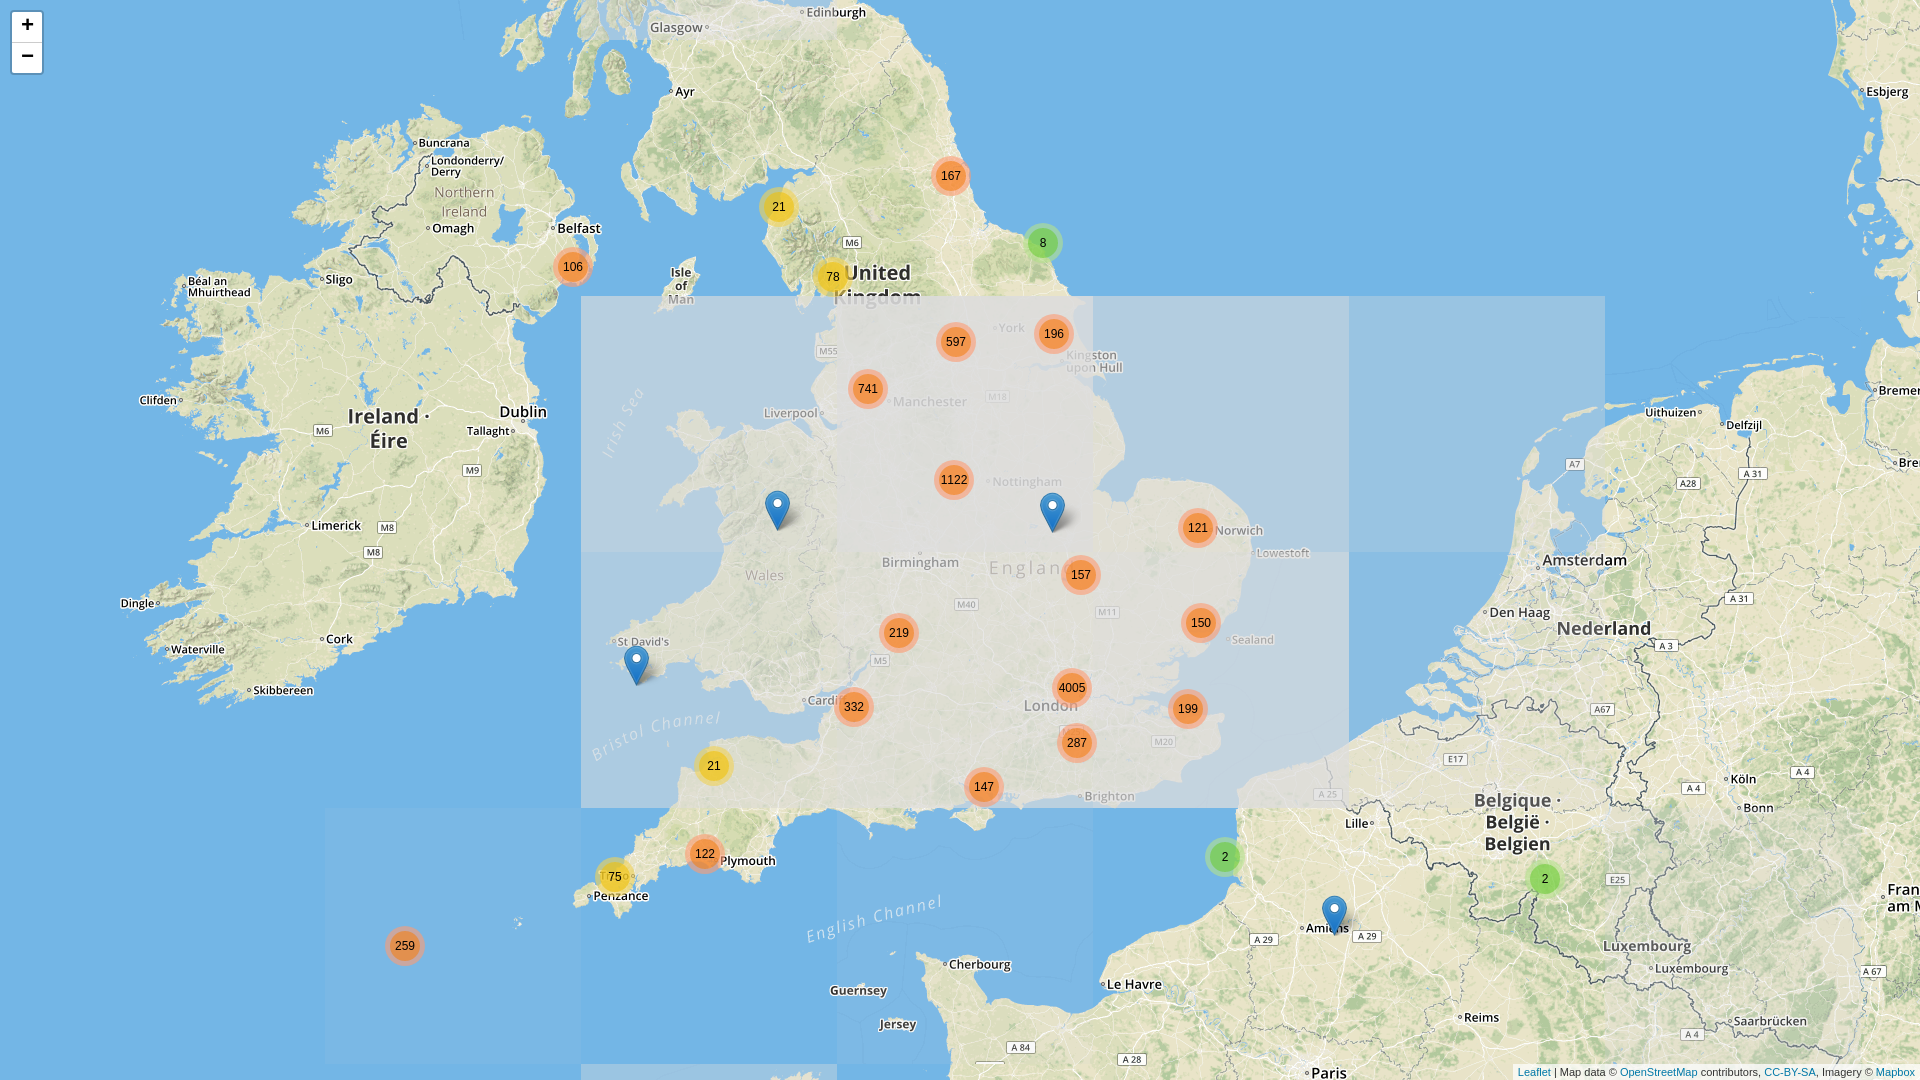 +
−
Edinburgh
Glasgow
Ayr
Esbjerg
Buncrana
Londonderry/
Derry
167
Northern
Ireland
21
Omagh
Belfast
8
M6
106
Isle
of
Man
78
United
Kingdom
Béal an
Mhuirthead
Sligo
York
196
597
M55
Kingston
upon Hull
741
Bremer
Clifden
M18
Manchester
Irish Sea
Dublin
Liverpool
Uithuizen
Ireland ·
Éire
M6
Tallaght
Delfzijl
M9
A7
A 31
1122
Nottingham
A28
Limerick
M8
121
Norwich
M8
Lowestoft
Birmingham
Amsterdam
Wales
Englan
157
Dingle
M40
M11
A 31
Den Haag
150
Nederland
219
Cork
St David's
Sealand
Waterville
M5
A 3
Skibbereen
4005
Cardif
332
London
199
A67
Bristol Channel
287
M20
E17
21
A 4
Köln
147
Brighton
A 25
A 4
Belgique ·
België ·
Belgien
Bonn
Lille
122
Plymouth
2
75
2
E25
Penzance
Fran
am M
English Channel
Amiens
A 29
A 29
259
Luxembourg
Cherbourg
Luxembourg
A 67
Le Havre
Guernsey
Reims
Jersey
Saarbrücken
A 84
A 4
A 28
Paris
Leaflet | Map data © OpenStreetMap contributors, CC-BY-SA, Imagery © Mapbox